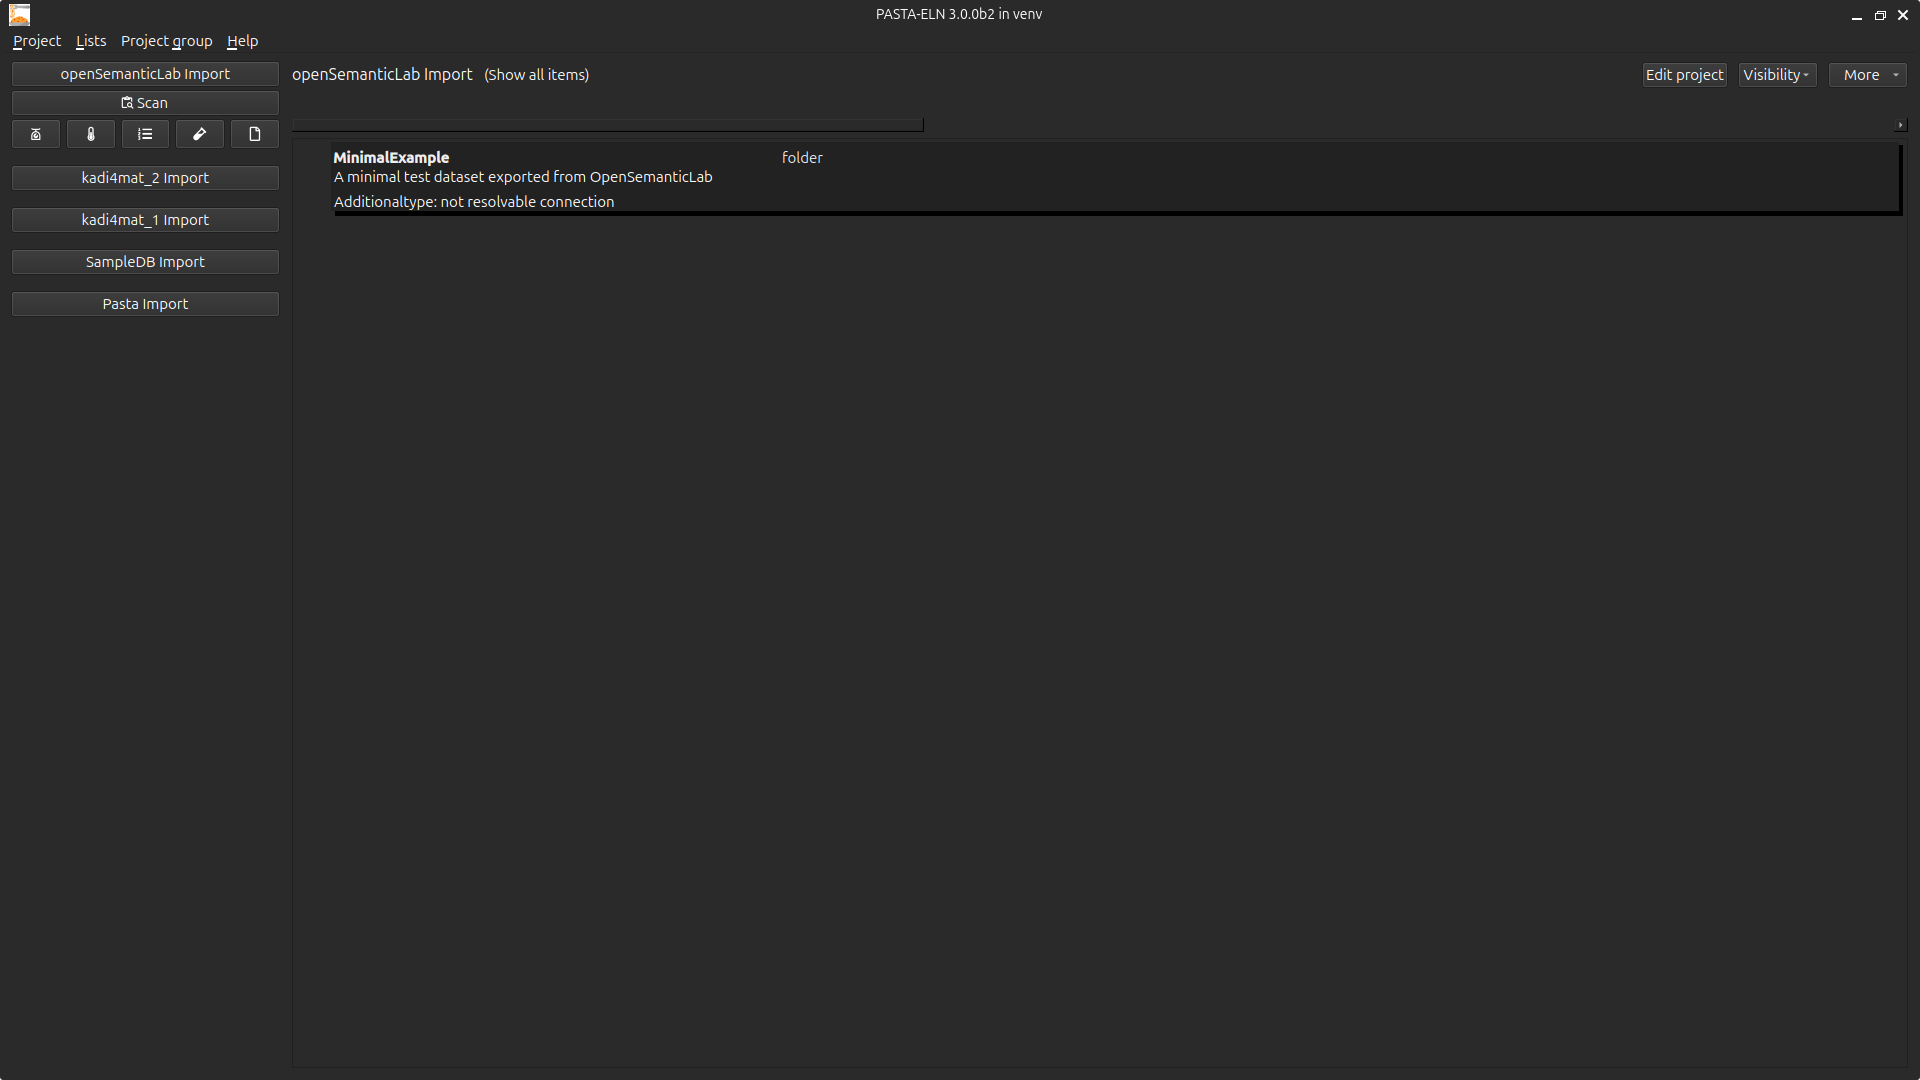 PASTA-ELN 3.0.0b2 in venv
Project Lists Project group Help
openSemanticLab Import
Scan
kadi4mat_2 Import
kadi4mat_1 Import
SampleDB Import
Pasta Import
openSemanticLab Import (Show all items)
Edit project Visibility More
MinimalExample folder
A minimal test dataset exported from OpenSemanticLab
Additionaltype: not resolvable connection